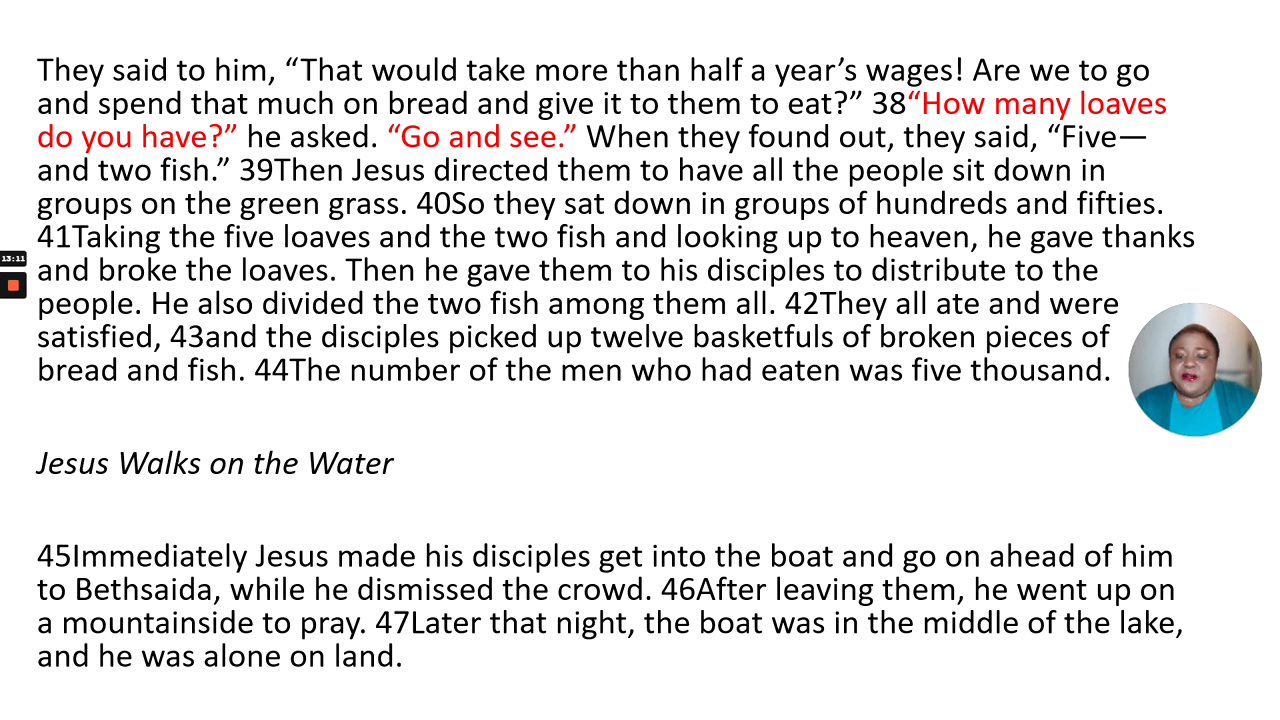 They said to him, “That would take more than half a year’s wages! Are we to go
and spend that much on bread and give it to them to eat?” 38“How many loaves
do you have?” he asked. “Go and see.” When they found out, they said, “Five—
and two fish.” 39Then Jesus directed them to have all the people sit down in
groups on the green grass. 40So they sat down in groups of hundreds and fifties.
41Taking the five loaves and the two fish and looking up to heaven, he gave thanks
and broke the loaves. Then he gave them to his disciples to distribute to the
people. He also divided the two fish among them all. 42They all ate and were
satisfied, 43and the disciples picked up twelve basketfuls of broken pieces of
bread and fish. 44The number of the men who had eaten was five thousand.
13:11
Jesus Walks on the Water
45Immediately Jesus made his disciples get into the boat and go on ahead of him
to Bethsaida, while he dismissed the crowd. 46After leaving them, he went up on
a mountainside to pray. 47Later that night, the boat was in the middle of the lake,
and he was alone on land.